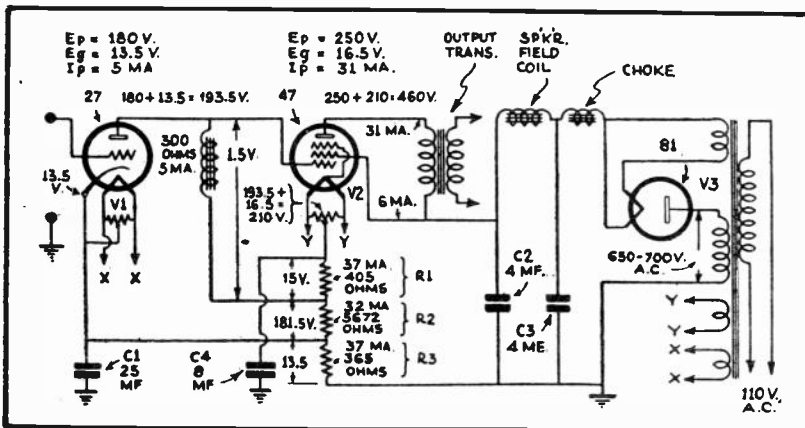 Ep = 180 V.
Eg = 13.5 V.
Ip = 5 MA
Ep = 250 V.
Eg = 16.5 V.
Ip = 31 MA.
OUTPUT
TRANS.
SP'K'R.
FIELD
COIL
CHOKE
27
180 + 13.5 = 193.5 V.
47
250 + 210 = 460 V.
300
OHMS
5 MA.
1.5 V.
31 MA.
81
V3
13.5
V.
V1
V2
193.5 +
16.5 =
210 V.
6 MA.
650-700 V.
A.C.
X
X
Y
Y
15 V.
37 MA.
405
OHMS
R1
C2
4 MF.
181.5 V.
32 MA
5672
OHMS
R2
C3
4 MF.
Y
Y
X
X
C1
25
MF
C4
8
MF
13.5
37 MA.
365
OHMS
R3
110 V.
A.C.